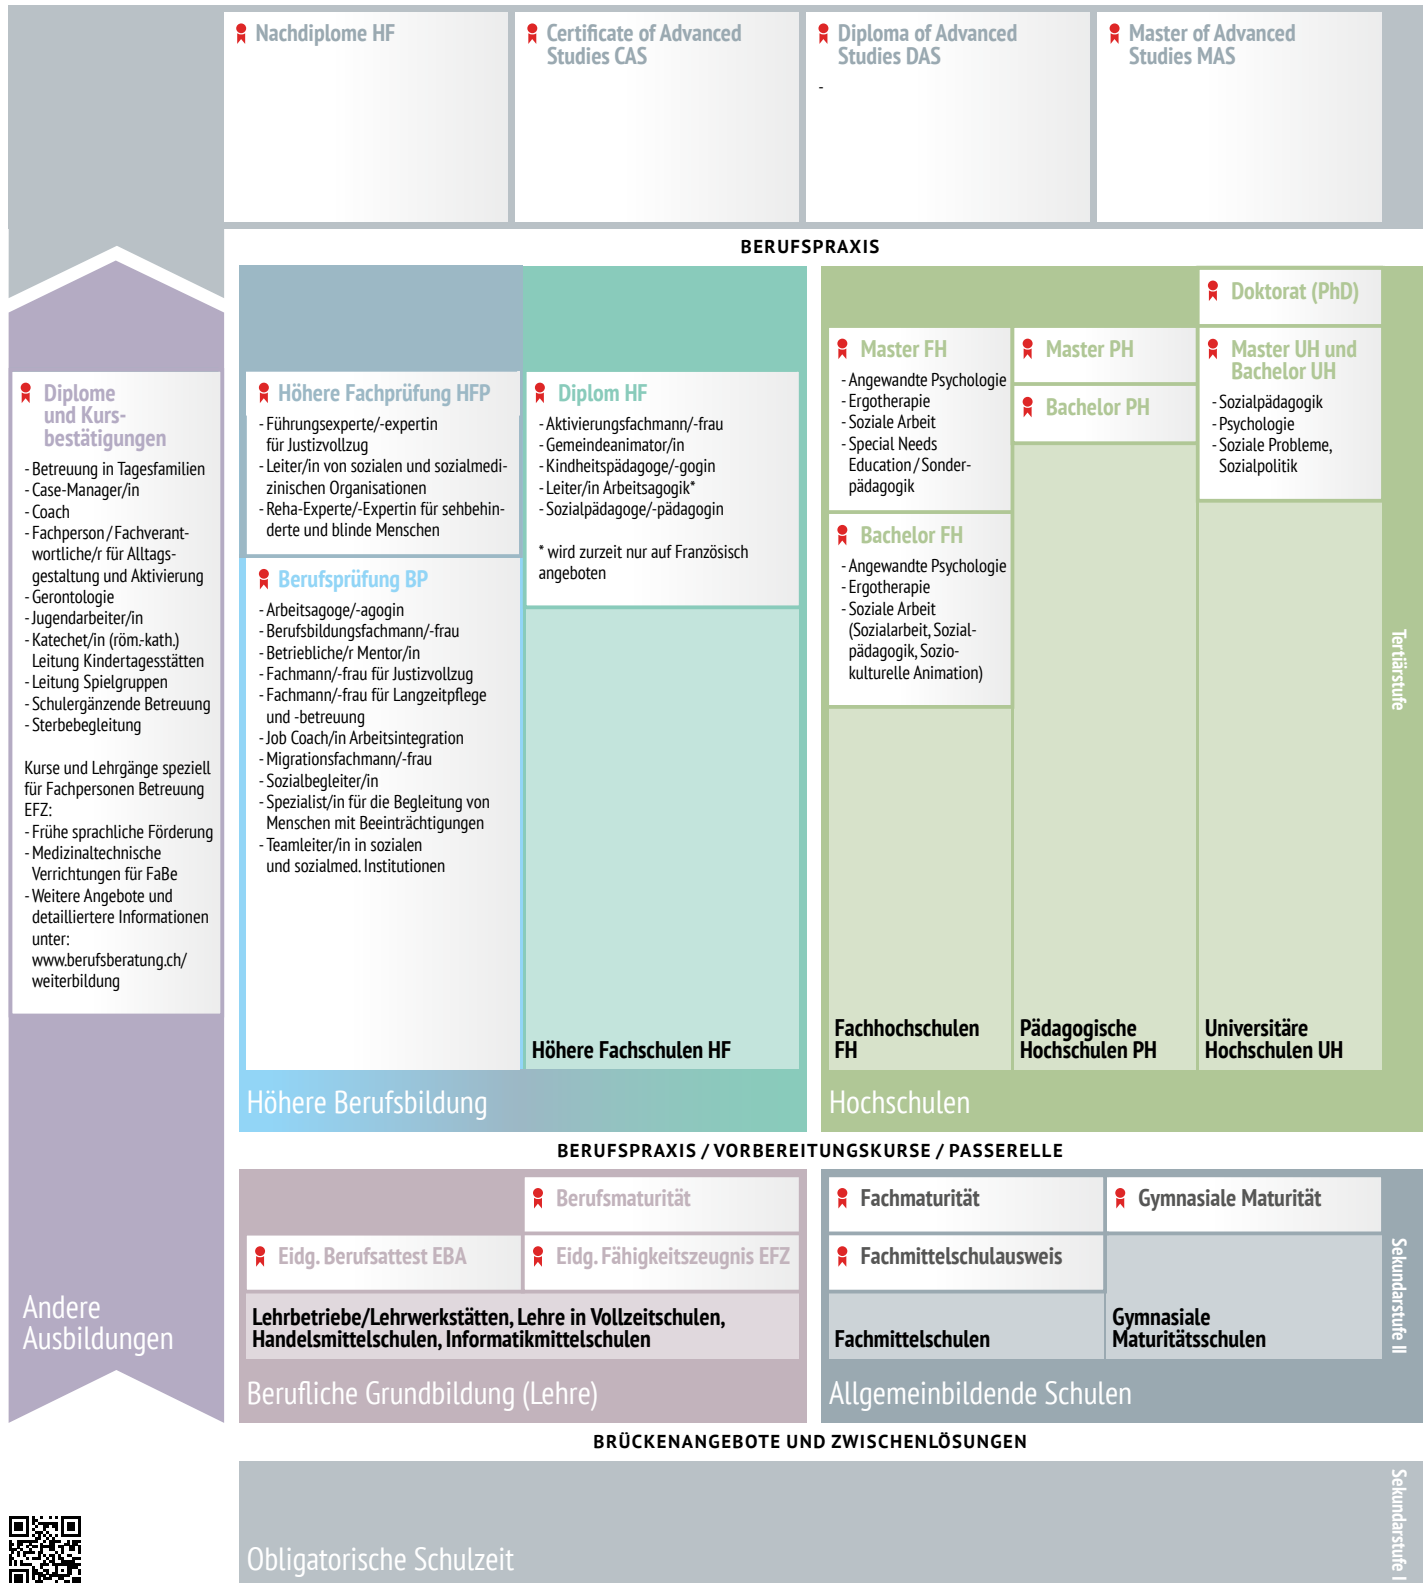 Nachdiplome HF
Certificate of Advanced
Studies CAS
Diploma of Advanced
Studies DAS
-
Master of Advanced
Studies MAS
BERUFSPRAXIS
Diplome
und Kurs-
bestätigungen
- Betreuung in Tagesfamilien
- Case-Manager/in
- Coach
- Fachperson / Fachverant-
wortliche/r für Alltags-
gestaltung und Aktivierung
- Gerontologie
- Jugendarbeiter/in
- Katechet/in (röm.-kath.)
Leitung Kindertagesstätten
- Leitung Spielgruppen
- Schulergänzende Betreuung
- Sterbebegleitung
Kurse und Lehrgänge speziell
für Fachpersonen Betreuung
EFZ:
- Frühe sprachliche Förderung
- Medizinaltechnische
Verrichtungen für FaBe
- Weitere Angebote und
detailliertere Informationen
unter:
www.berufsberatung.ch/
weiterbildung
Andere
Ausbildungen
Höhere Fachprüfung HFP
- Führungsexperte/-expertin
für Justizvollzug
- Leiter/in von sozialen und sozialmedi-
zinischen Organisationen
- Reha-Experte/-Expertin für sehbehin-
derte und blinde Menschen
Berufsprüfung BP
- Arbeitsagoge/-agogin
- Berufsbildungsfachmann/-frau
- Betriebliche/r Mentor/in
- Fachmann/-frau für Justizvollzug
- Fachmann/-frau für Langzeitpflege
und -betreuung
- Job Coach/in Arbeitsintegration
- Migrationsfachmann/-frau
- Sozialbegleiter/in
- Spezialist/in für die Begleitung von
Menschen mit Beeinträchtigungen
- Teamleiter/in in sozialen
und sozialmed. Institutionen
Diplom HF
- Aktivierungsfachmann/-frau
- Gemeindeanimator/in
- Kindheitspädagoge/-gogin
- Leiter/in Arbeitsagogik*
- Sozialpädagoge/-pädagogin
* wird zurzeit nur auf Französisch
angeboten
Höhere Fachschulen HF
Höhere Berufsbildung
Master FH
- Angewandte Psychologie
- Ergotherapie
- Soziale Arbeit
- Special Needs
Education / Sonder-
pädagogik
Bachelor FH
- Angewandte Psychologie
- Ergotherapie
- Soziale Arbeit
(Sozialarbeit, Sozial-
pädagogik, Sozio-
kulturelle Animation)
Fachhochschulen
FH
Master PH
Bachelor PH
Pädagogische
Hochschulen PH
Doktorat (PhD)
Master UH und
Bachelor UH
- Sozialpädagogik
- Psychologie
- Soziale Probleme,
Sozialpolitik
Universitäre
Hochschulen UH
Hochschulen
Tertiärstufe
BERUFSPRAXIS / VORBEREITUNGSKURSE / PASSERELLE
Berufsmaturität
Eidg. Berufsattest EBA
Eidg. Fähigkeitszeugnis EFZ
Lehrbetriebe/Lehrwerkstätten, Lehre in Vollzeitschulen,
Handelsmittelschulen, Informatikmittelschulen
Berufliche Grundbildung (Lehre)
Fachmaturität
Fachmittelschulausweis
Fachmittelschulen
Gymnasiale Maturität
Gymnasiale
Maturitätsschulen
Allgemeinbildende Schulen
Sekundarstufe II
BRÜCKENANGEBOTE UND ZWISCHENLÖSUNGEN
Obligatorische Schulzeit
Sekundarstufe I